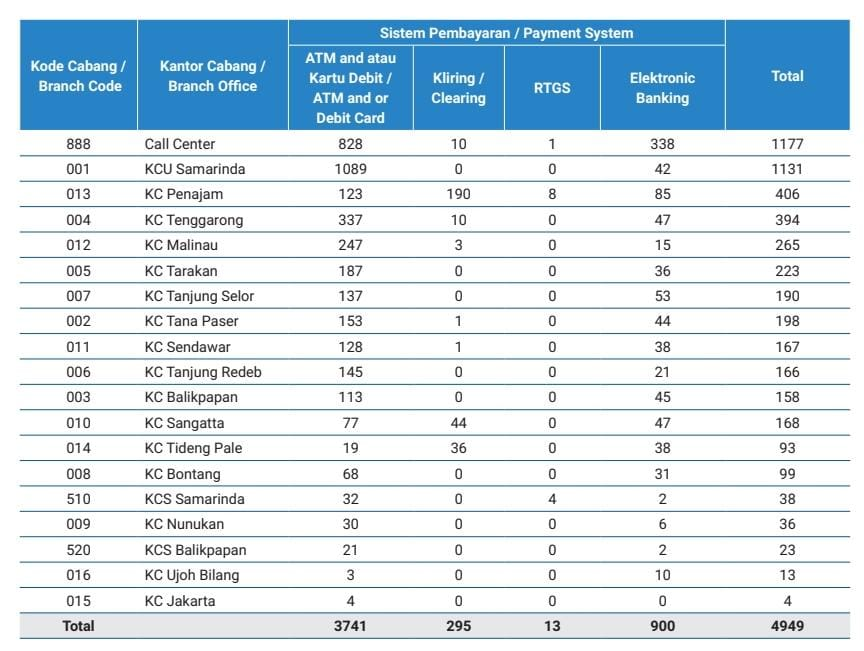 Kode Cabang / Branch Code
Kantor Cabang / Branch Office
Sistem Pembayaran / Payment System
ATM and atau Kartu Debit / ATM and or Debit Card
Kliring / Clearing
RTGS
Elektronic Banking
Total
888 Call Center 828 10 1 338 1177
001 KCU Samarinda 1089 0 0 42 1131
013 KC Penajam 123 190 8 85 406
004 KC Tenggarong 337 10 0 47 394
012 KC Malinau 247 3 0 15 265
005 KC Tarakan 187 0 0 36 223
007 KC Tanjung Selor 137 0 0 53 190
002 KC Tana Paser 153 1 0 44 198
011 KC Sendawar 128 1 0 38 167
006 KC Tanjung Redeb 145 0 0 21 166
003 KC Balikpapan 113 0 0 45 158
010 KC Sangatta 77 44 0 47 168
014 KC Tideng Pale 19 36 0 38 93
008 KC Bontang 68 0 0 31 99
510 KCS Samarinda 32 0 4 2 38
009 KC Nunukan 30 0 0 6 36
520 KCS Balikpapan 21 0 0 2 23
016 KC Ujoh Bilang 3 0 0 10 13
015 KC Jakarta 4 0 0 0 4
Total 3741 295 13 900 4949